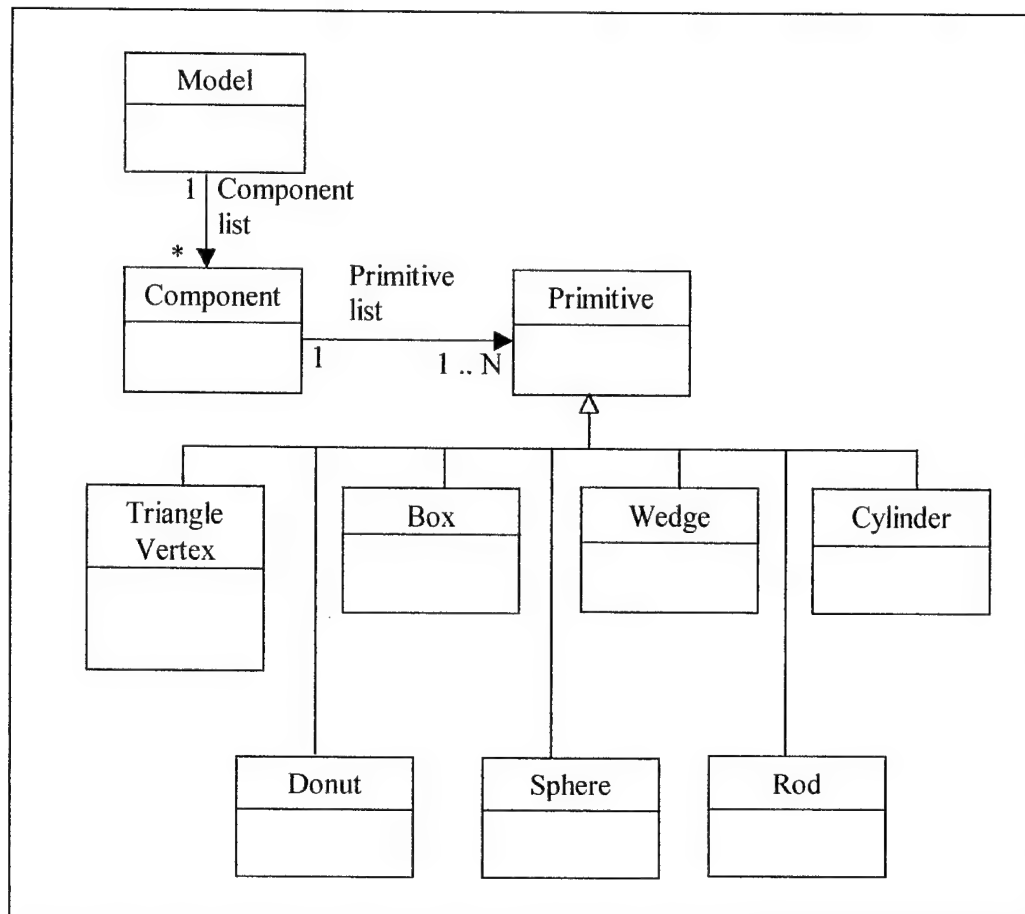 Model
1 Component
list
*
Component
Primitive
list
Primitive
1
1 .. N
Triangle
Vertex
Box
Wedge
Cylinder
Donut
Sphere
Rod